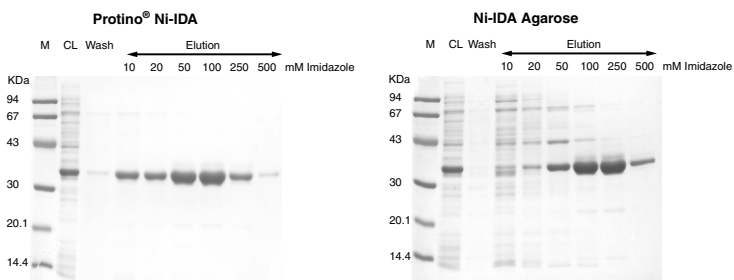 Protino® Ni-IDA
M CL Wash Elution
10 20 50 100 250 500 mM Imidazole
KDa
94
67
43
30
20.1
14.4
Ni-IDA Agarose
M CL Wash Elution
10 20 50 100 250 500 mM Imidazole
KDa
94
67
43
30
20.1
14.4